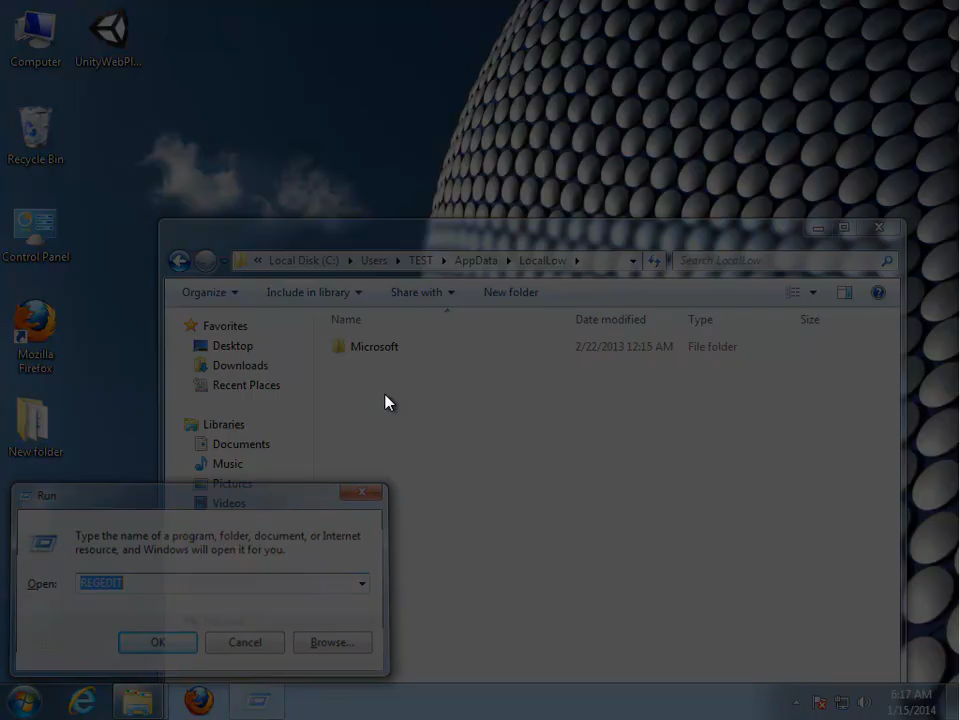 Computer
UnityWebPl...
Recycle Bin
Control Panel
Mozilla
Firefox
New folder
« Local Disk (C:) Users TEST AppData LocalLow
Search LocalLow
Organize Include in library Share with New folder
Name Date modified Type Size
Favorites
Desktop
Downloads
Recent Places
Libraries
Documents
Music
Pictures
Videos
Microsoft 2/22/2013 12:15 AM File folder
Run
Type the name of a program, folder, document, or Internet
resource, and Windows will open it for you.
Open: REGEDIT
OK Cancel Browse...
6:17 AM
1/15/2014